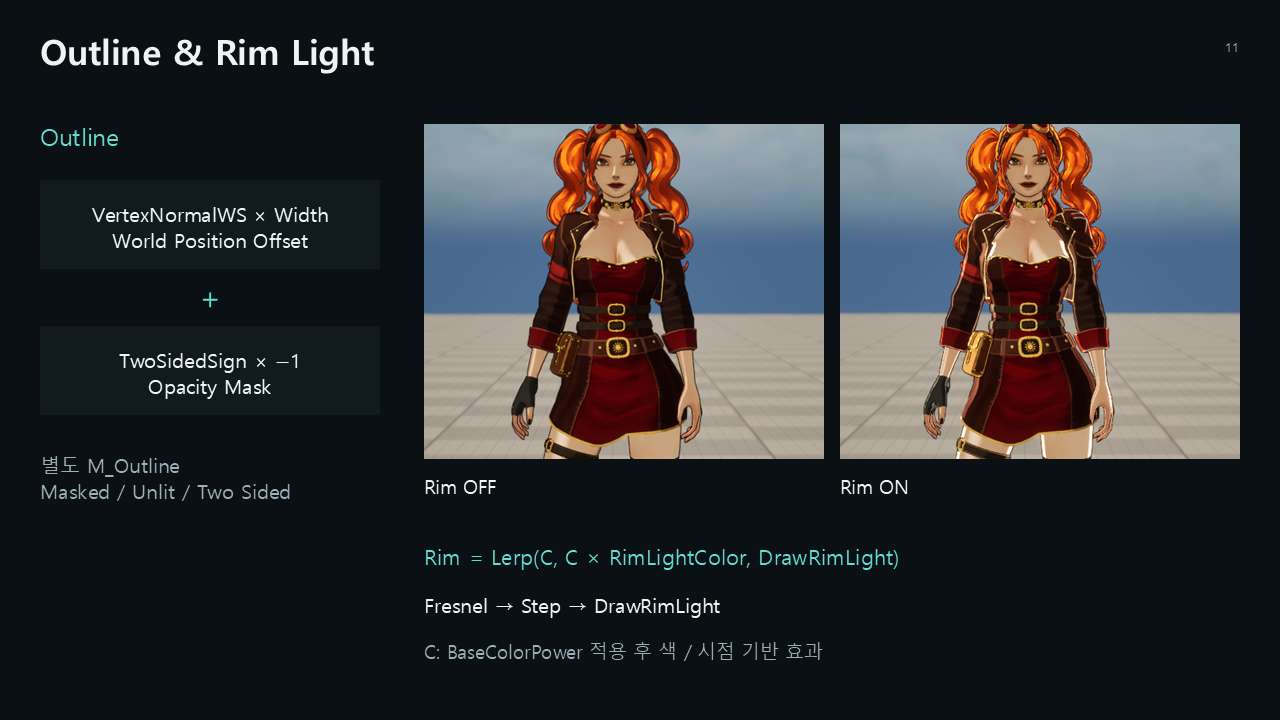 Outline & Rim Light
11
Outline
VertexNormalWS × Width
World Position Offset
+
TwoSidedSign × −1
Opacity Mask
별도 M_Outline
Masked / Unlit / Two Sided
Rim OFF
Rim ON
Rim = Lerp(C, C × RimLightColor, DrawRimLight)
Fresnel → Step → DrawRimLight
C: BaseColorPower 적용 후 색 / 시점 기반 효과